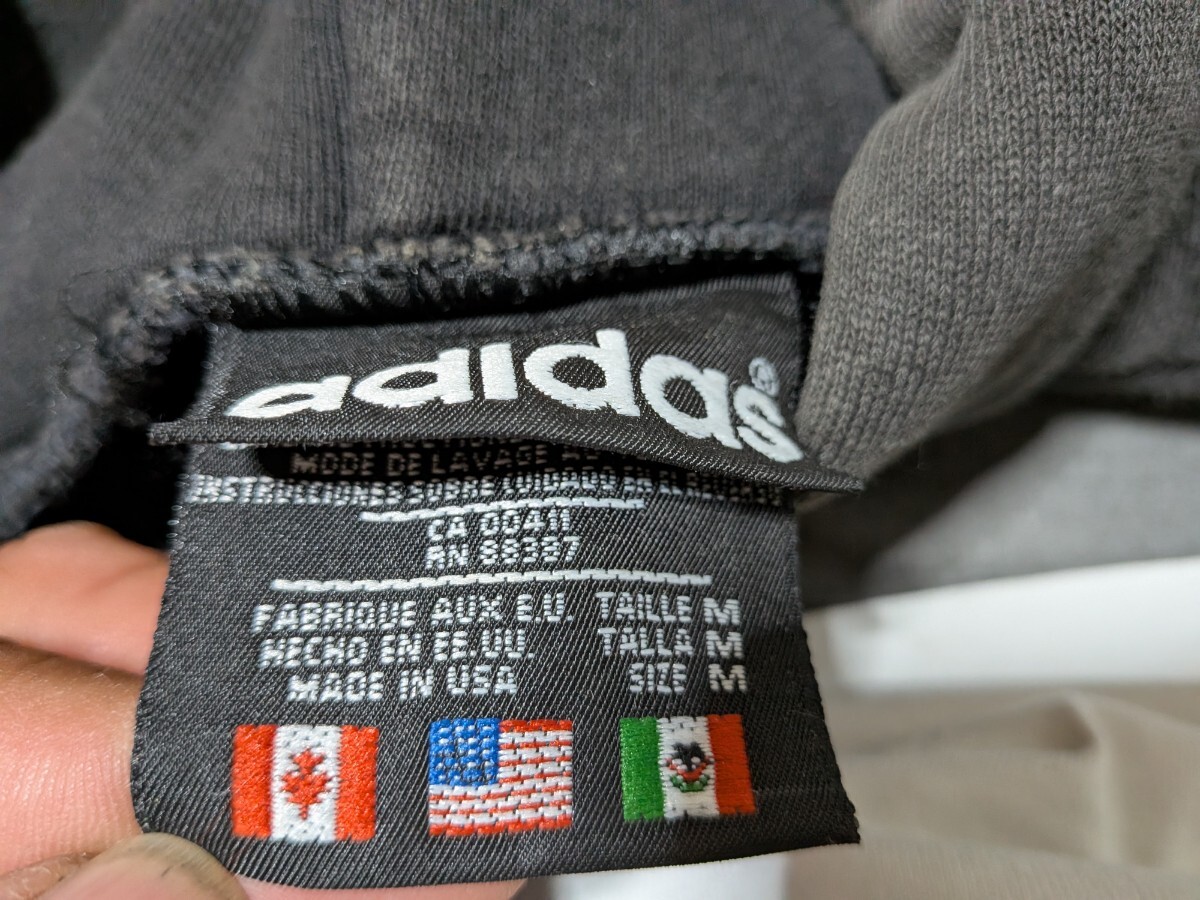 adidas®
MODE DE LAVAGE
CA 00411
RN 88387
FABRIQUE AUX E.U. TAILLE M
HECHO EN EE.UU. TALLA M
MADE IN USA SIZE M